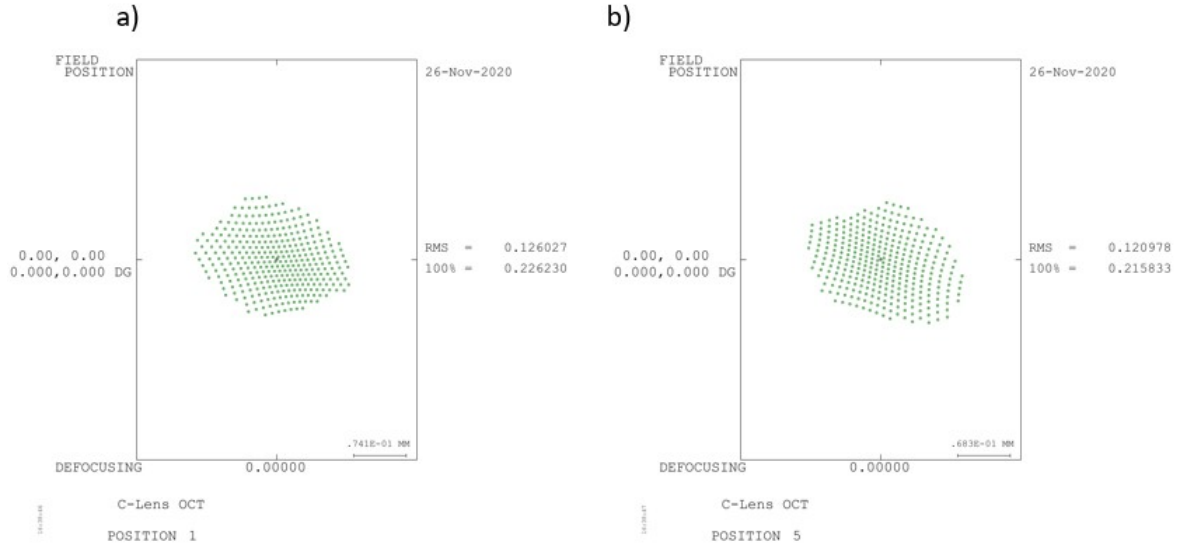 a)
FIELD
POSITION
26-Nov-2020
0.00, 0.00
0.000,0.000 DG
RMS = 0.126027
100% = 0.226230
.741E-01 MM
DEFOCUSING 0.00000
C-Lens OCT
POSITION 1
b)
FIELD
POSITION
26-Nov-2020
0.00, 0.00
0.000,0.000 DG
RMS = 0.120978
100% = 0.215833
.683E-01 MM
DEFOCUSING 0.00000
C-Lens OCT
POSITION 5